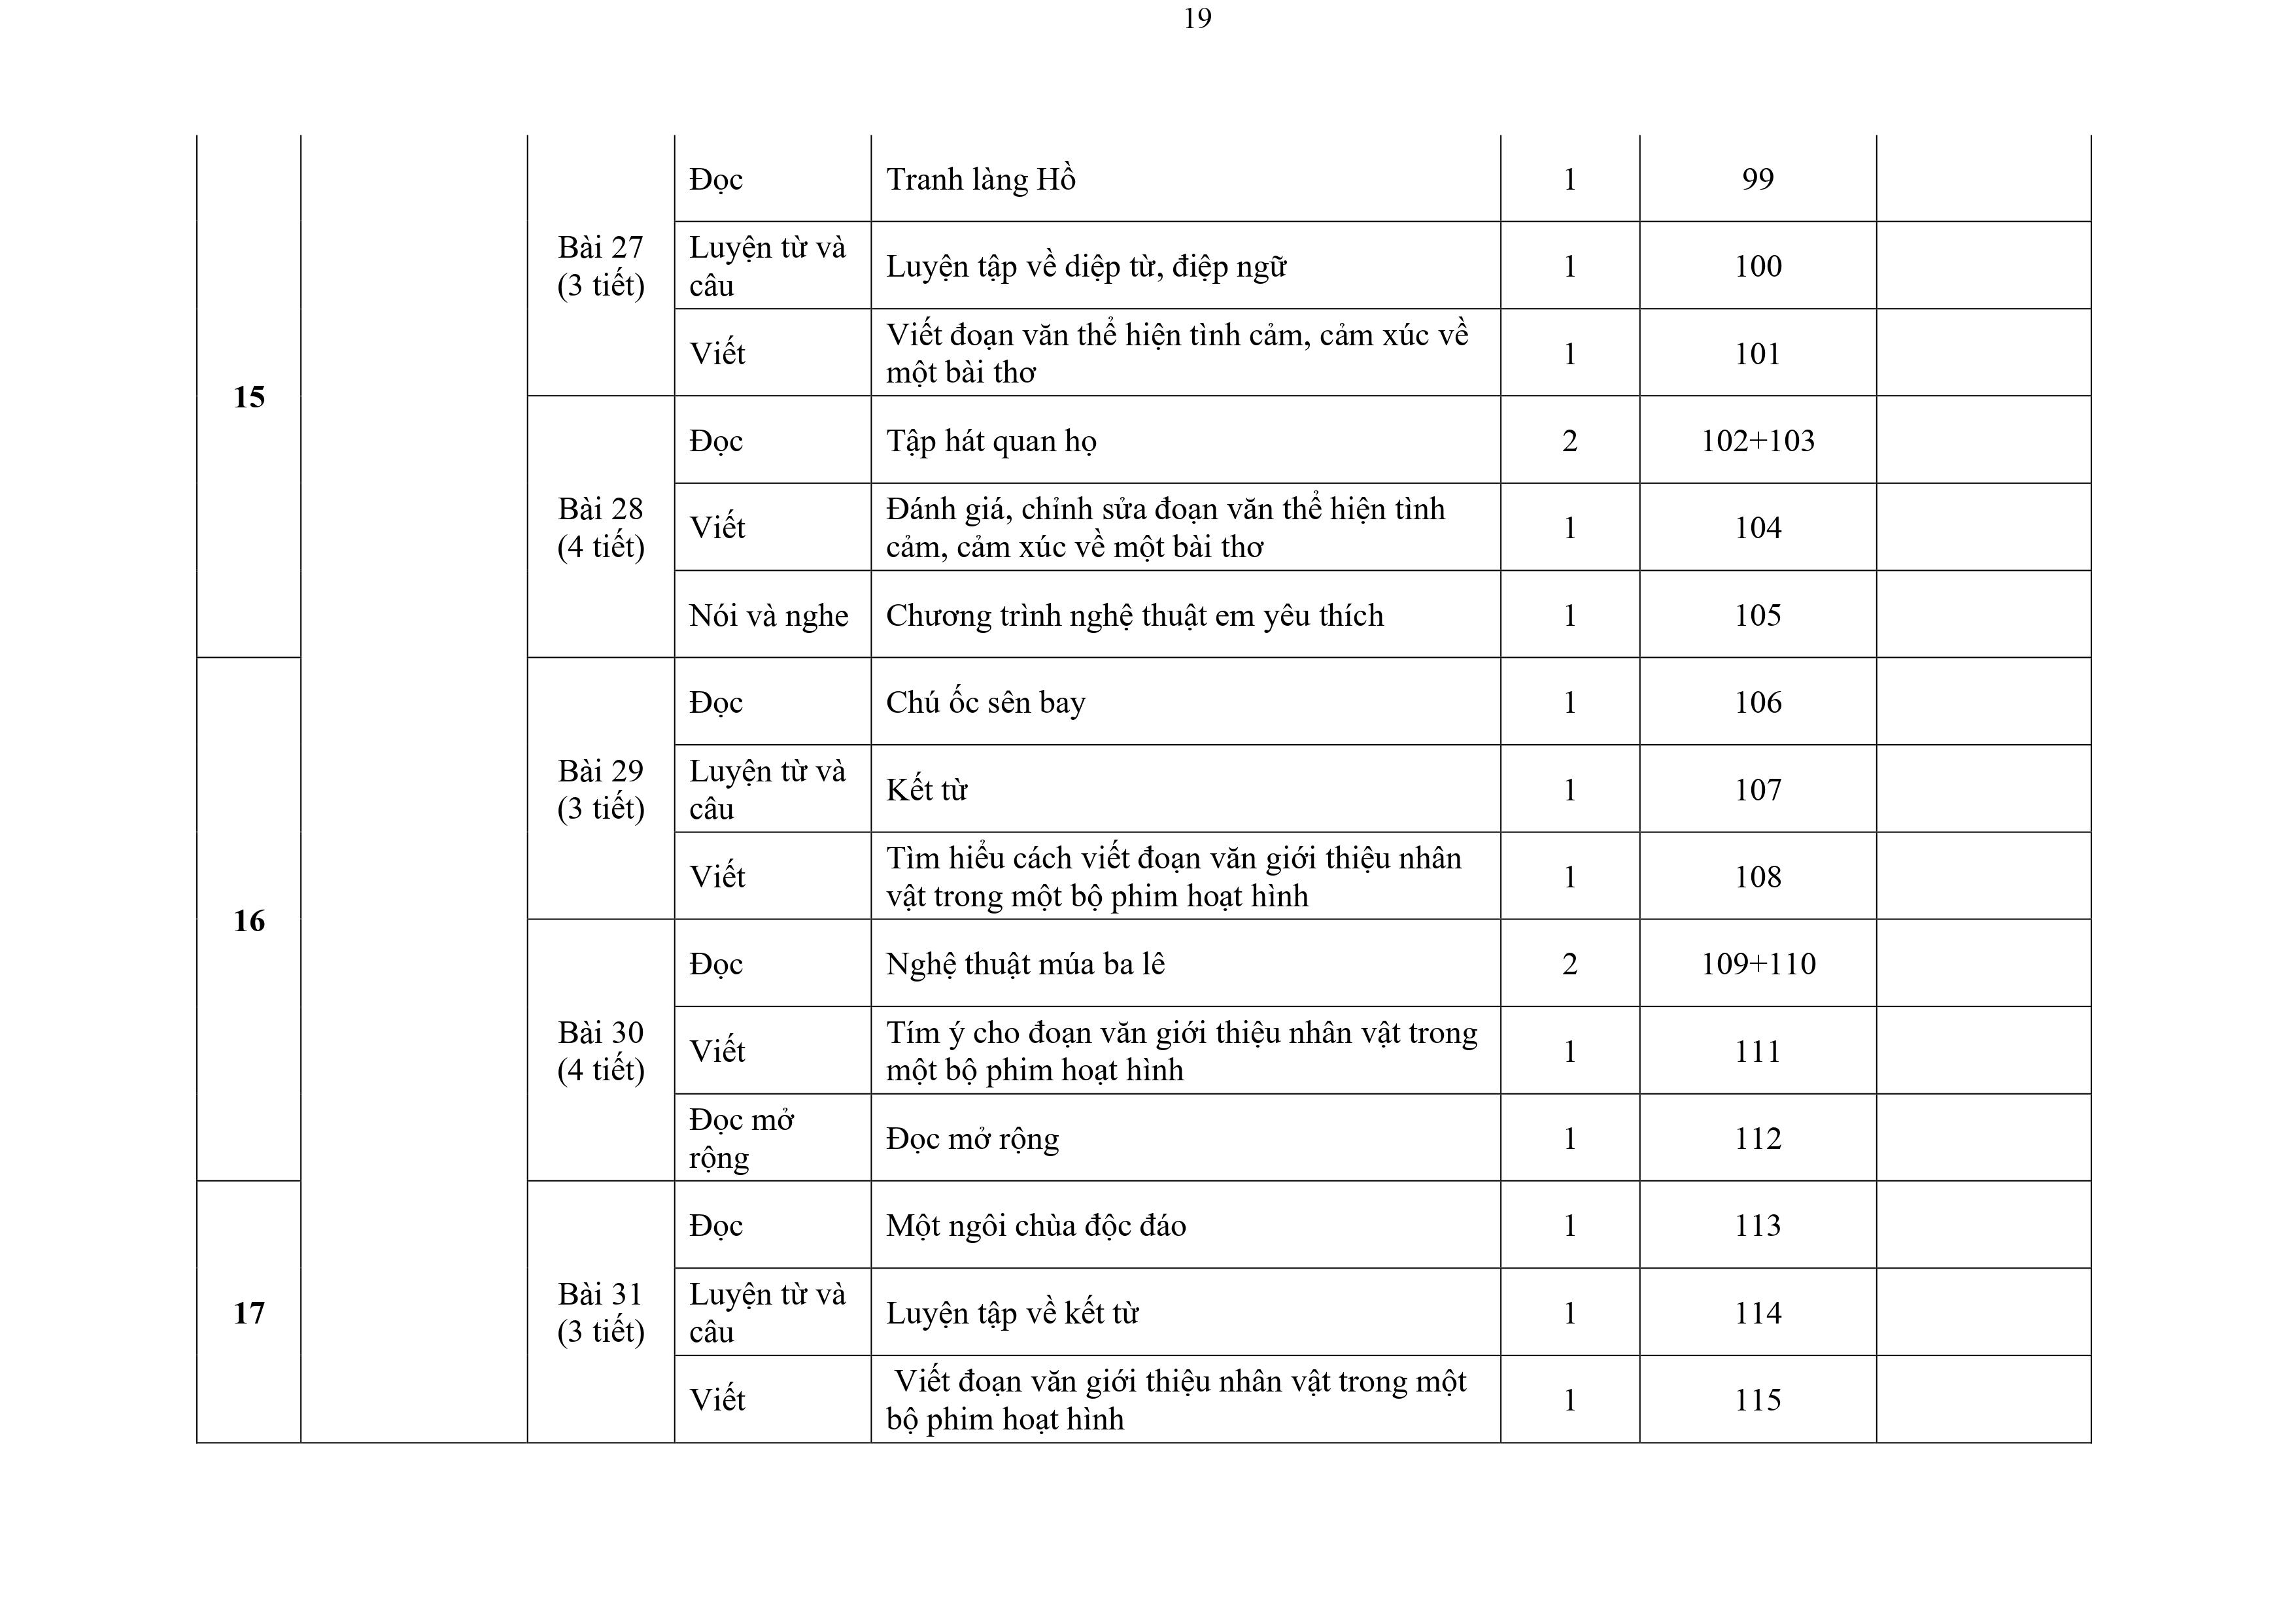 19
15
Bài 27
(3 tiết)
Đọc
Tranh làng Hồ
1
99
Luyện từ và
câu
Luyện tập về diệp từ, điệp ngữ
1
100
Viết
Viết đoạn văn thể hiện tình cảm, cảm xúc về
một bài thơ
1
101
Bài 28
(4 tiết)
Đọc
Tập hát quan họ
2
102+103
Viết
Đánh giá, chỉnh sửa đoạn văn thể hiện tình
cảm, cảm xúc về một bài thơ
1
104
Nói và nghe
Chương trình nghệ thuật em yêu thích
1
105
16
Bài 29
(3 tiết)
Đọc
Chú ốc sên bay
1
106
Luyện từ và
câu
Kết từ
1
107
Viết
Tìm hiểu cách viết đoạn văn giới thiệu nhân
vật trong một bộ phim hoạt hình
1
108
Bài 30
(4 tiết)
Đọc
Nghệ thuật múa ba lê
2
109+110
Viết
Tím ý cho đoạn văn giới thiệu nhân vật trong
một bộ phim hoạt hình
1
111
Đọc mở
rộng
Đọc mở rộng
1
112
17
Bài 31
(3 tiết)
Đọc
Một ngôi chùa độc đáo
1
113
Luyện từ và
câu
Luyện tập về kết từ
1
114
Viết
Viết đoạn văn giới thiệu nhân vật trong một
bộ phim hoạt hình
1
115